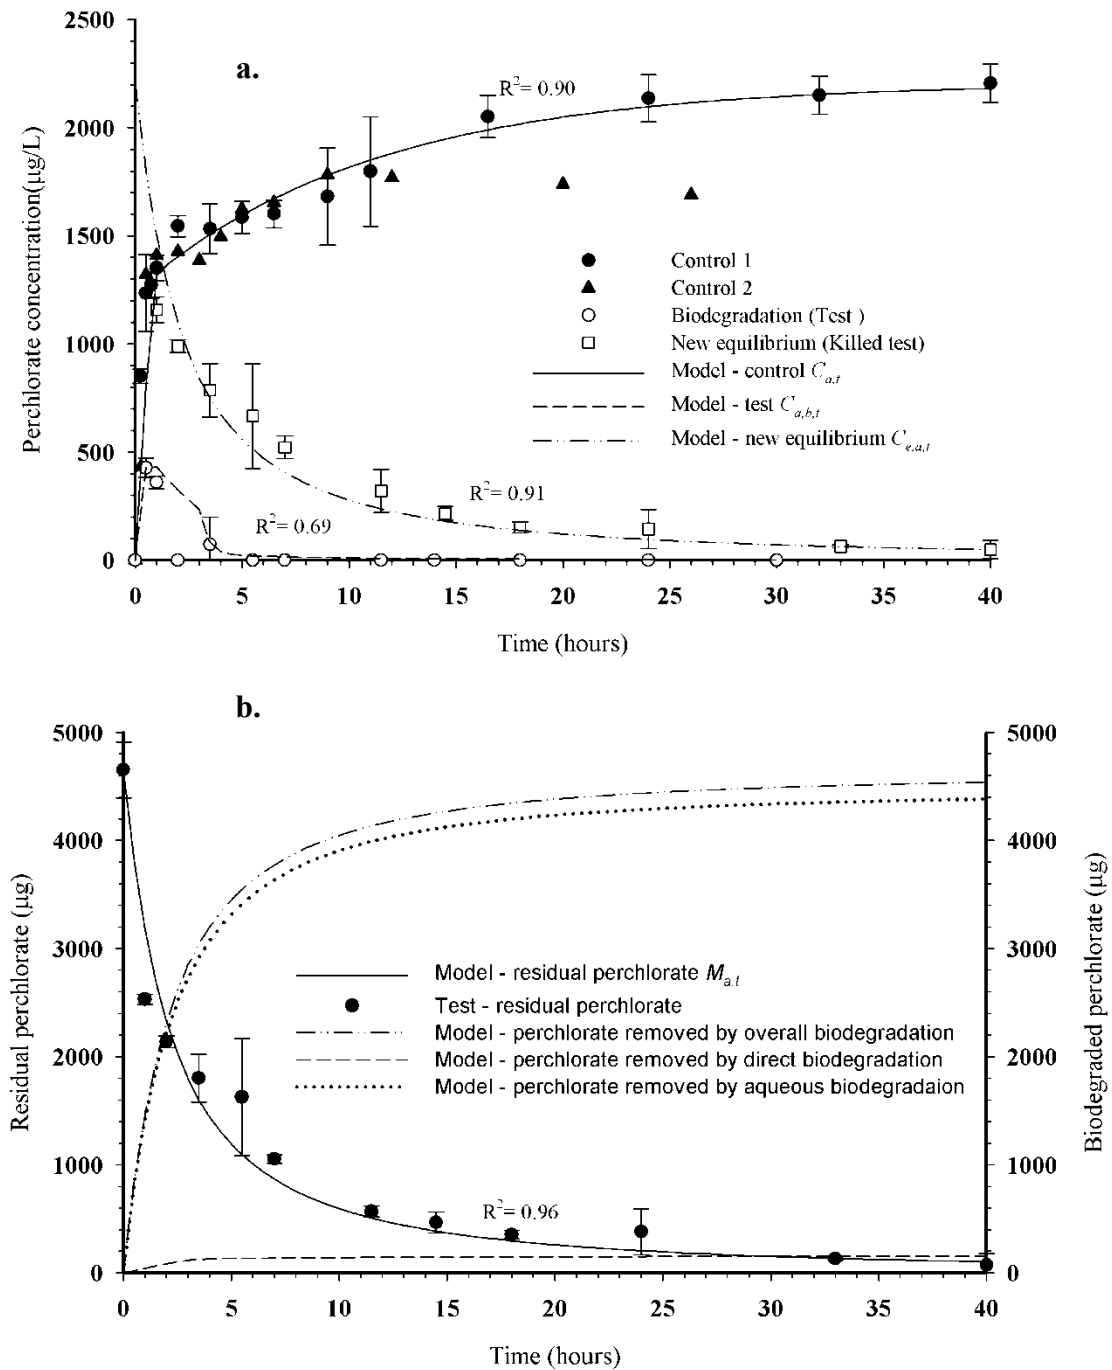 2500
a.
R²= 0.90
2000
1500
1000
500
0
Perchlorate concentration(µg/L)
Control 1
Control 2
Biodegradation (Test )
New equilibrium (Killed test)
Model - control C a,t
Model - test C a,b,t
Model - new equilibrium C e,a,t
R²= 0.91
R²= 0.69
0 5 10 15 20 25 30 35 40
Time (hours)
b.
5000 5000
4000 4000
3000 3000
2000 2000
1000 1000
0 0
Residual perchlorate (µg)
Biodegraded perchlorate (µg)
Model - residual perchlorate M a,t
Test - residual perchlorate
Model - perchlorate removed by overall biodegradation
Model - perchlorate removed by direct biodegradation
Model - perchlorate removed by aqueous biodegradaion
R²= 0.96
0 5 10 15 20 25 30 35 40
Time (hours)